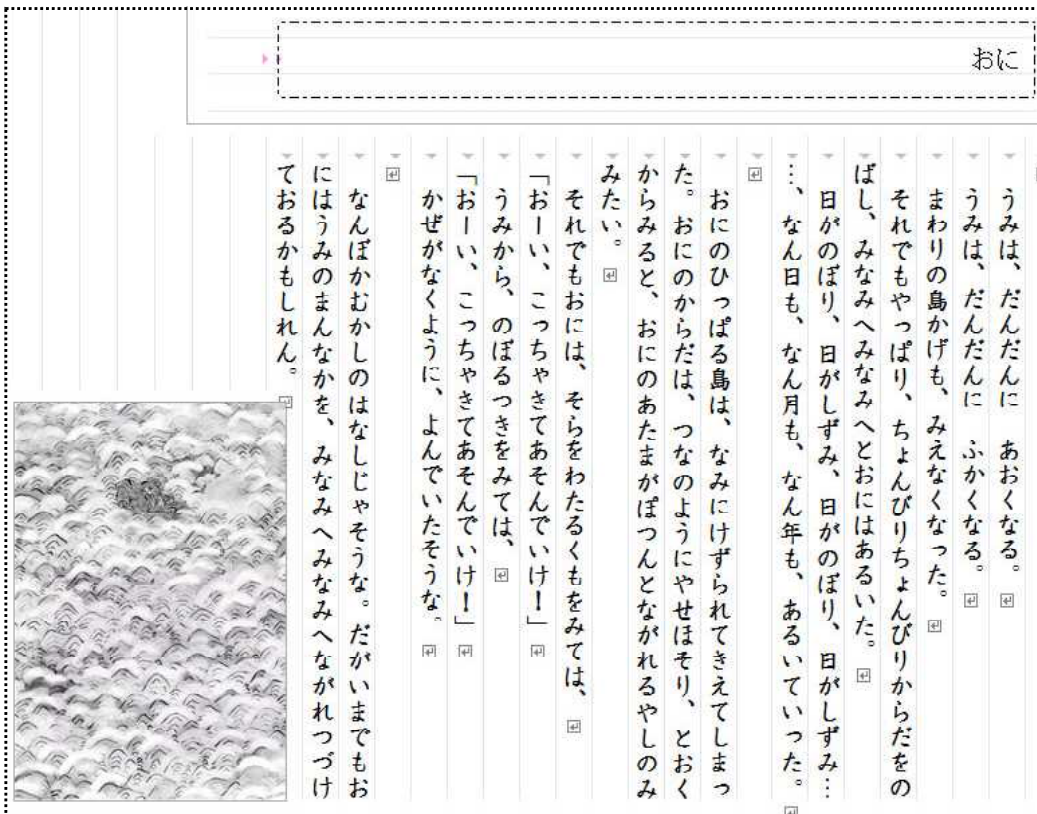 おに
うみは、だんだんに　あおくなる。
うみは、だんだんに　ふかくなる。
まわりの島かげも、みえなくなった。
それでもやっぱり、ちょんびりちょんびりからだをの
ばし、みなみへみなみへとおにはあるいた。
日がのぼり、日がしずみ、日がのぼり、日がしずみ…
…、なん日も、なん月も、なん年も、あるいていった。
おにのひっぱる島は、なみにけずられてきえてしまっ
た。おにのからだは、つなのようにやせほそり、とおく
からみると、おにのあたまがぽつんとながれるやしのみ
みたい。
それでもおには、そらをわたるくもをみては、
「おーい、こっちゃきてあそんでいけ！」
うみから、のぼるつきをみては、
「おーい、こっちゃきてあそんでいけ！」
かぜがなくように、よんでいたそうな。
なんぼかむかしのはなしじゃそうな。だがいまでもお
にはうみのまんなかを、みなみへみなみへながれつづけ
ておるかもしれん。